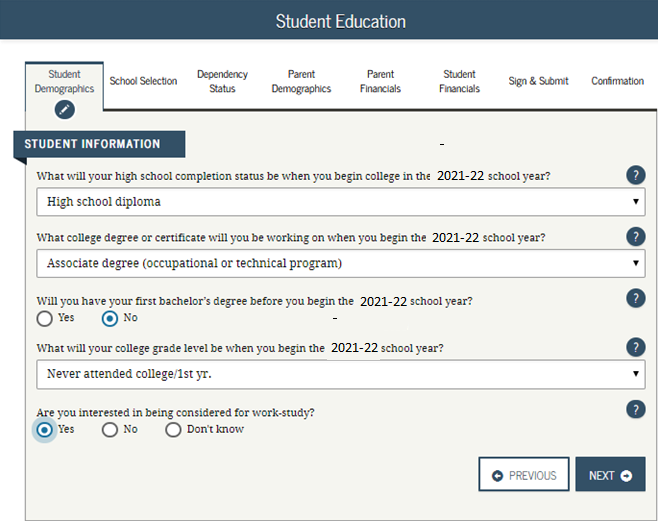 Student Education
Student Demographics
School Selection
Dependency Status
Parent Demographics
Parent Financials
Student Financials
Sign & Submit
Confirmation
STUDENT INFORMATION
-
What will your high school completion status be when you begin college in the 2021-22 school year? ?
High school diploma
What college degree or certificate will you be working on when you begin the 2021-22 school year? ?
Associate degree (occupational or technical program)
Will you have your first bachelor's degree before you begin the 2021-22 school year? ?
Yes No -
What will your college grade level be when you begin the 2021-22 school year? ?
Never attended college/1st yr.
Are you interested in being considered for work-study? ?
Yes No Don't know
PREVIOUS NEXT